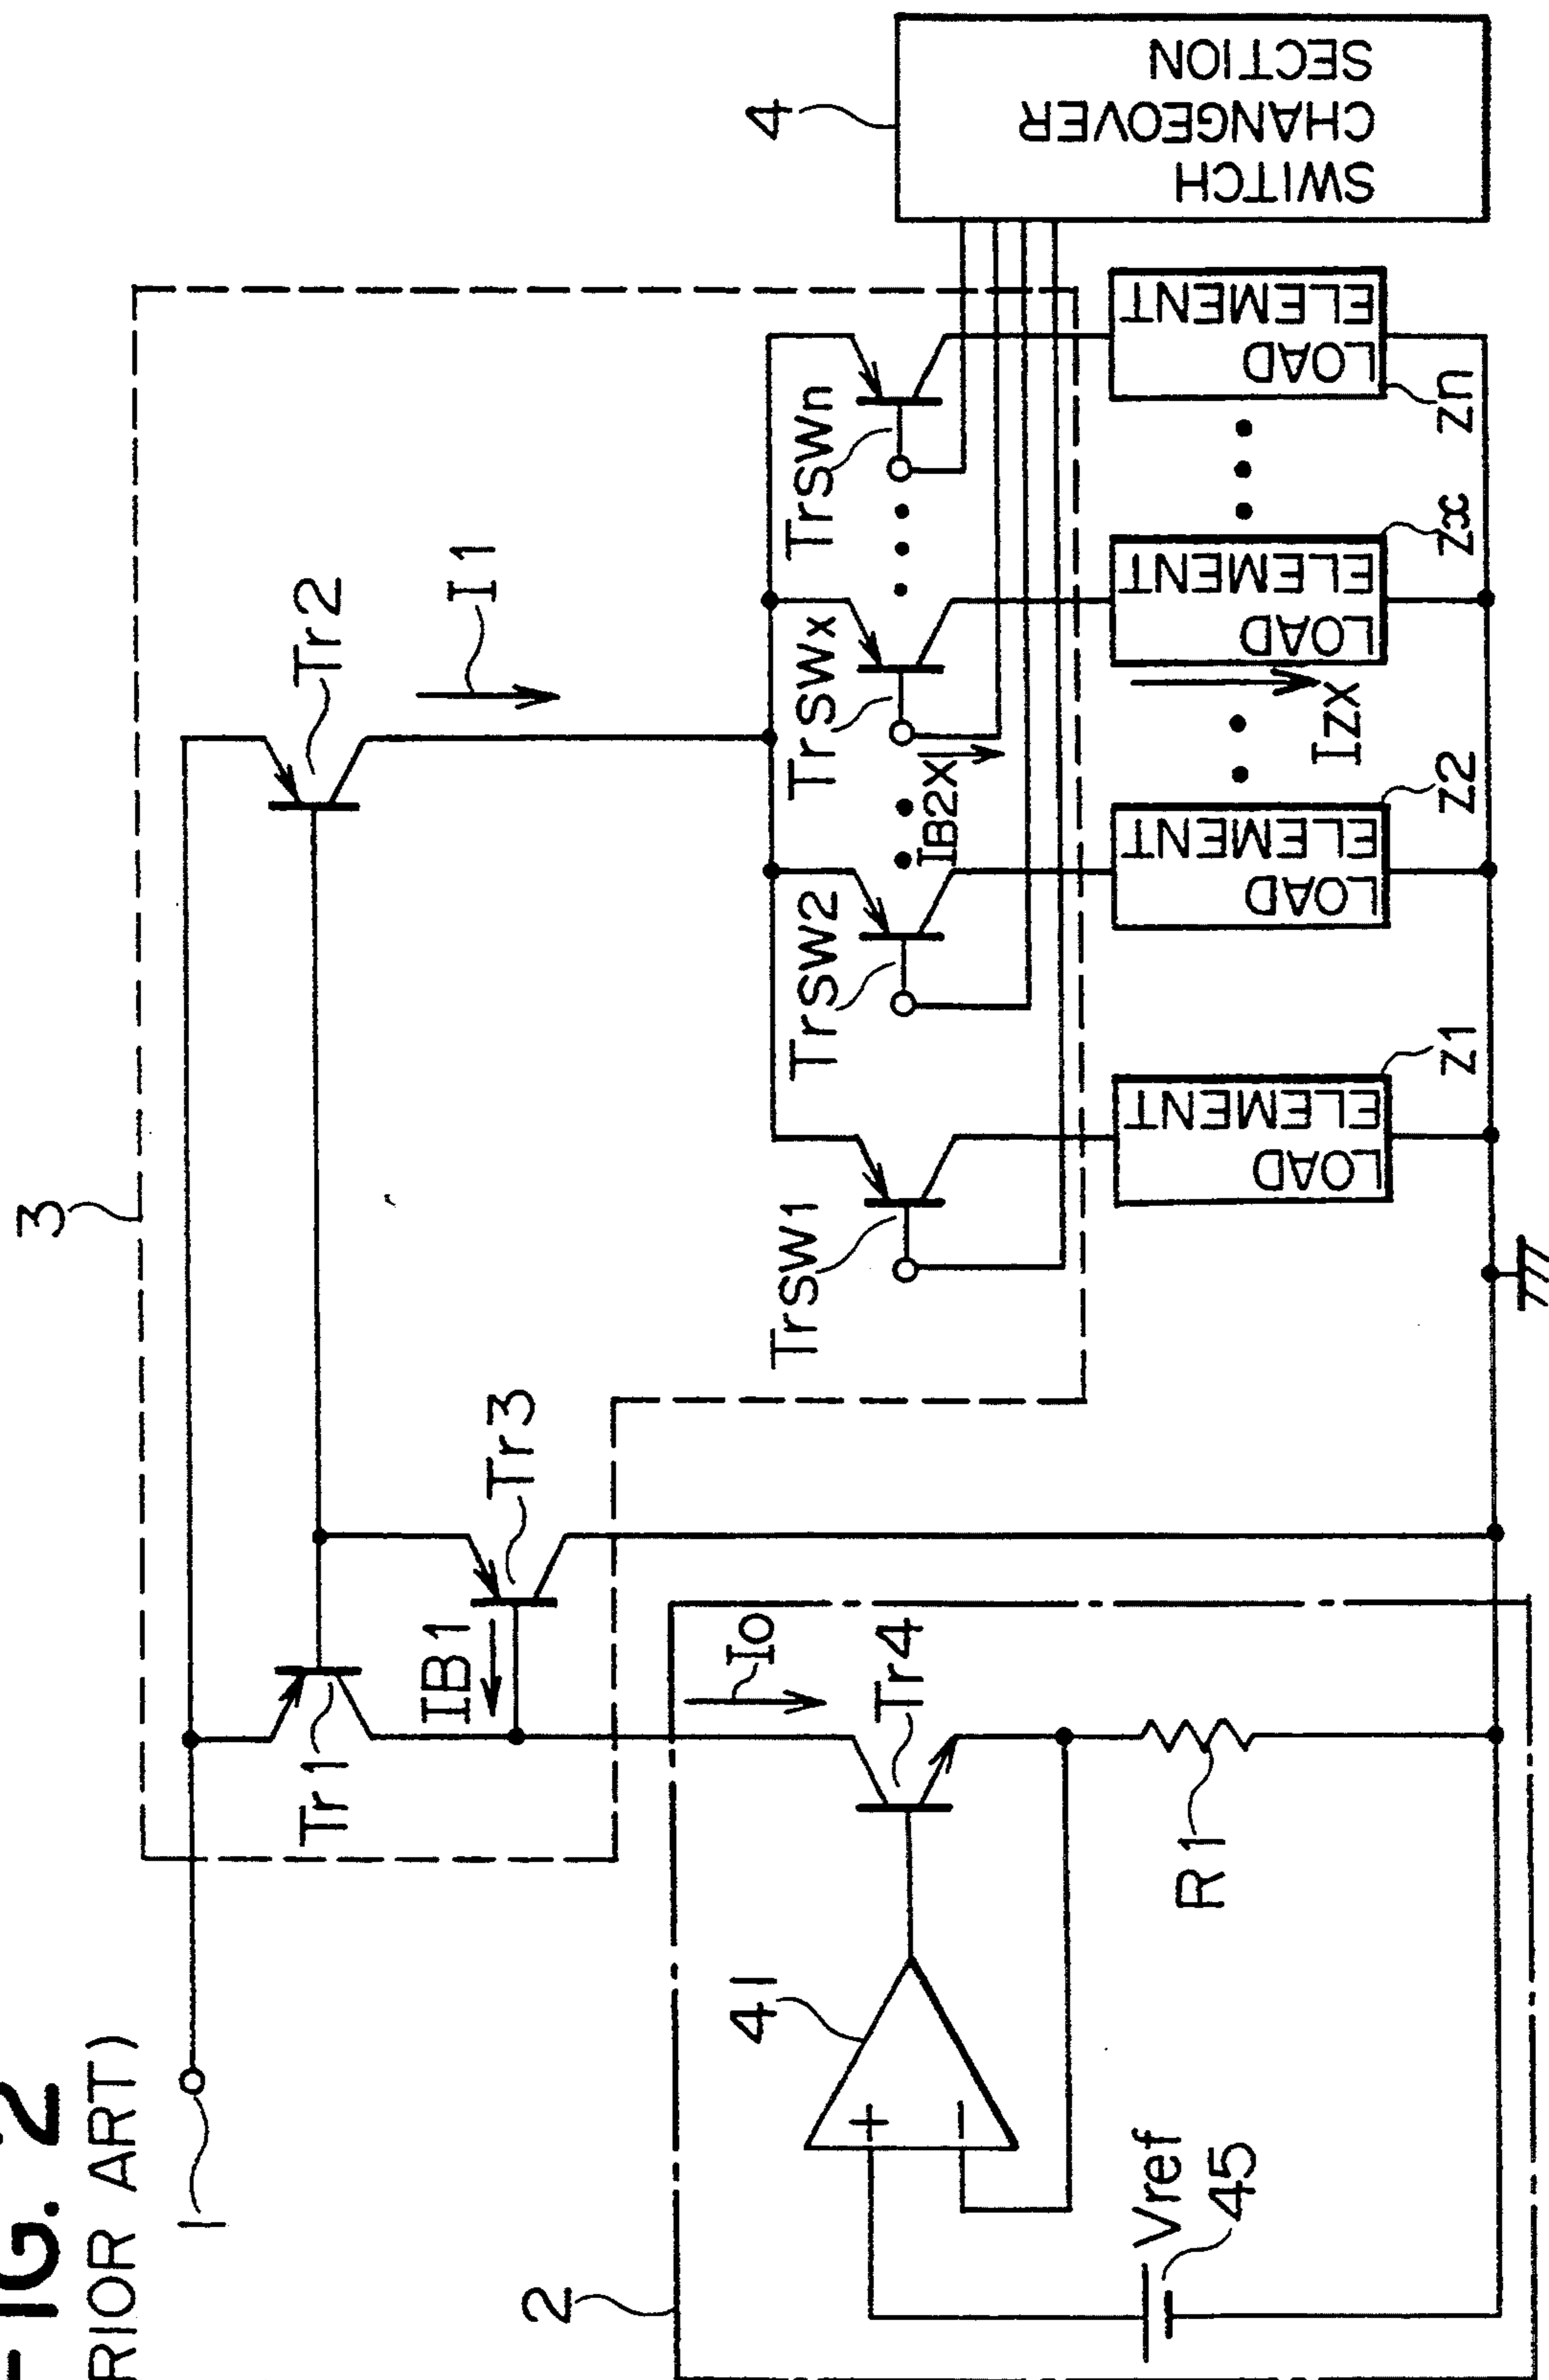 FIG. 2
(PRIOR ART)
1
3
Tr1
Tr2
I1
IB1
Tr3
2
41
+
−
Io
Tr4
R1
Vref
45
TrSW1
TrSW2
TrSWx
TrSWn
IB2X
4
SWITCH
CHANGEOVER
SECTION
LOAD
ELEMENT
Z1
LOAD
ELEMENT
Z2
IZX
LOAD
ELEMENT
Zx
LOAD
ELEMENT
Zn